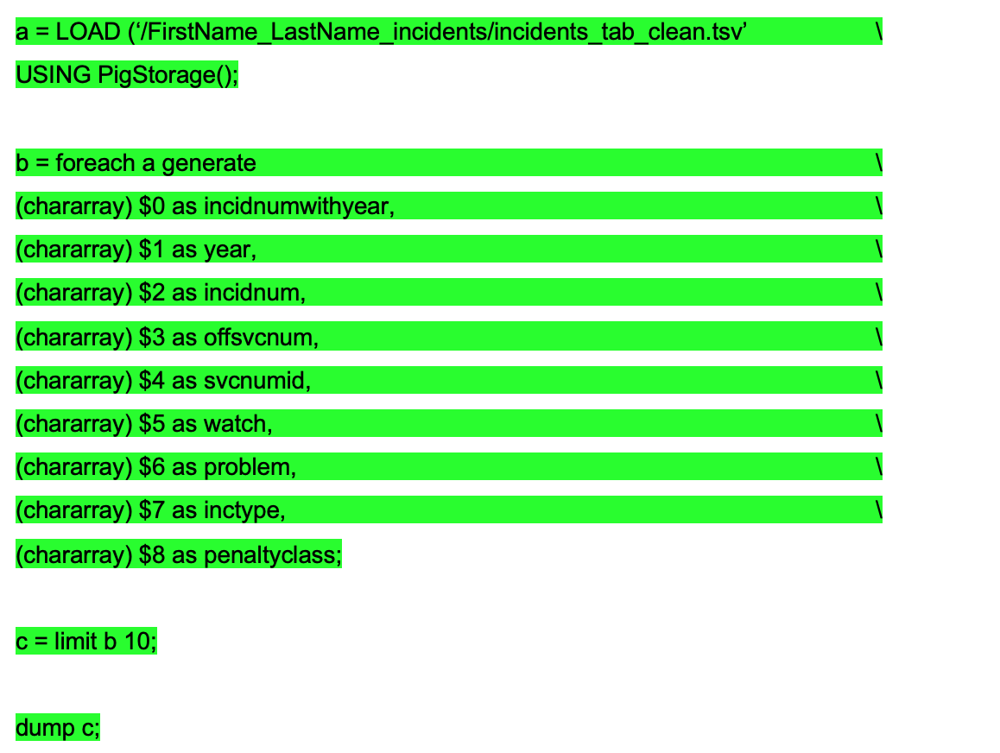 a = LOAD (‘/FirstName_LastName_incidents/incidents_tab_clean.tsv’ \
USING PigStorage();
b = foreach a generate \
(chararray) $0 as incidnumwithyear, \
(chararray) $1 as year, \
(chararray) $2 as incidnum, \
(chararray) $3 as offsvcnum, \
(chararray) $4 as svcnumid, \
(chararray) $5 as watch, \
(chararray) $6 as problem, \
(chararray) $7 as inctype, \
(chararray) $8 as penaltyclass;
c = limit b 10;
dump c;